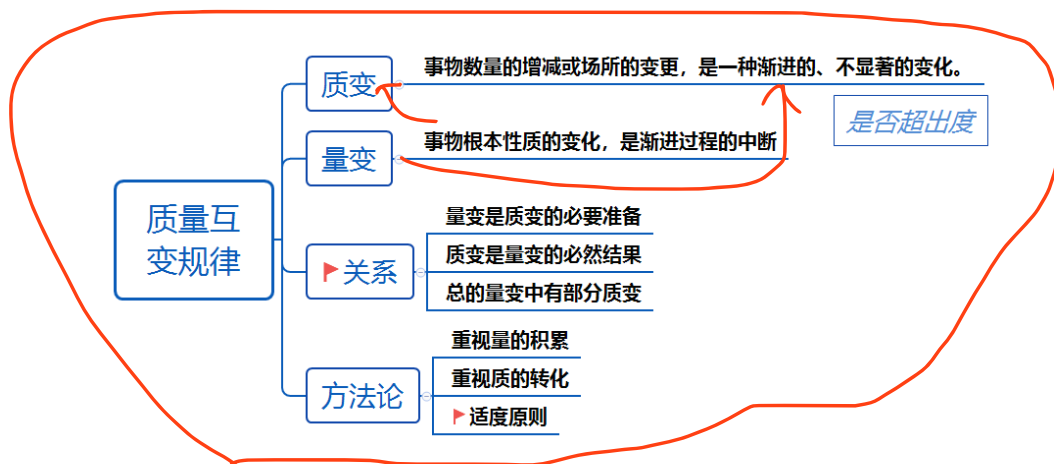 质变
事物数量的增减或场所的变更，是一种渐进的、不显著的变化。
是否超出度
量变
事物根本性质的变化，是渐进过程的中断
质量互
变规律
关系
量变是质变的必要准备
质变是量变的必然结果
总的量变中有部分质变
方法论
重视量的积累
重视质的转化
适度原则